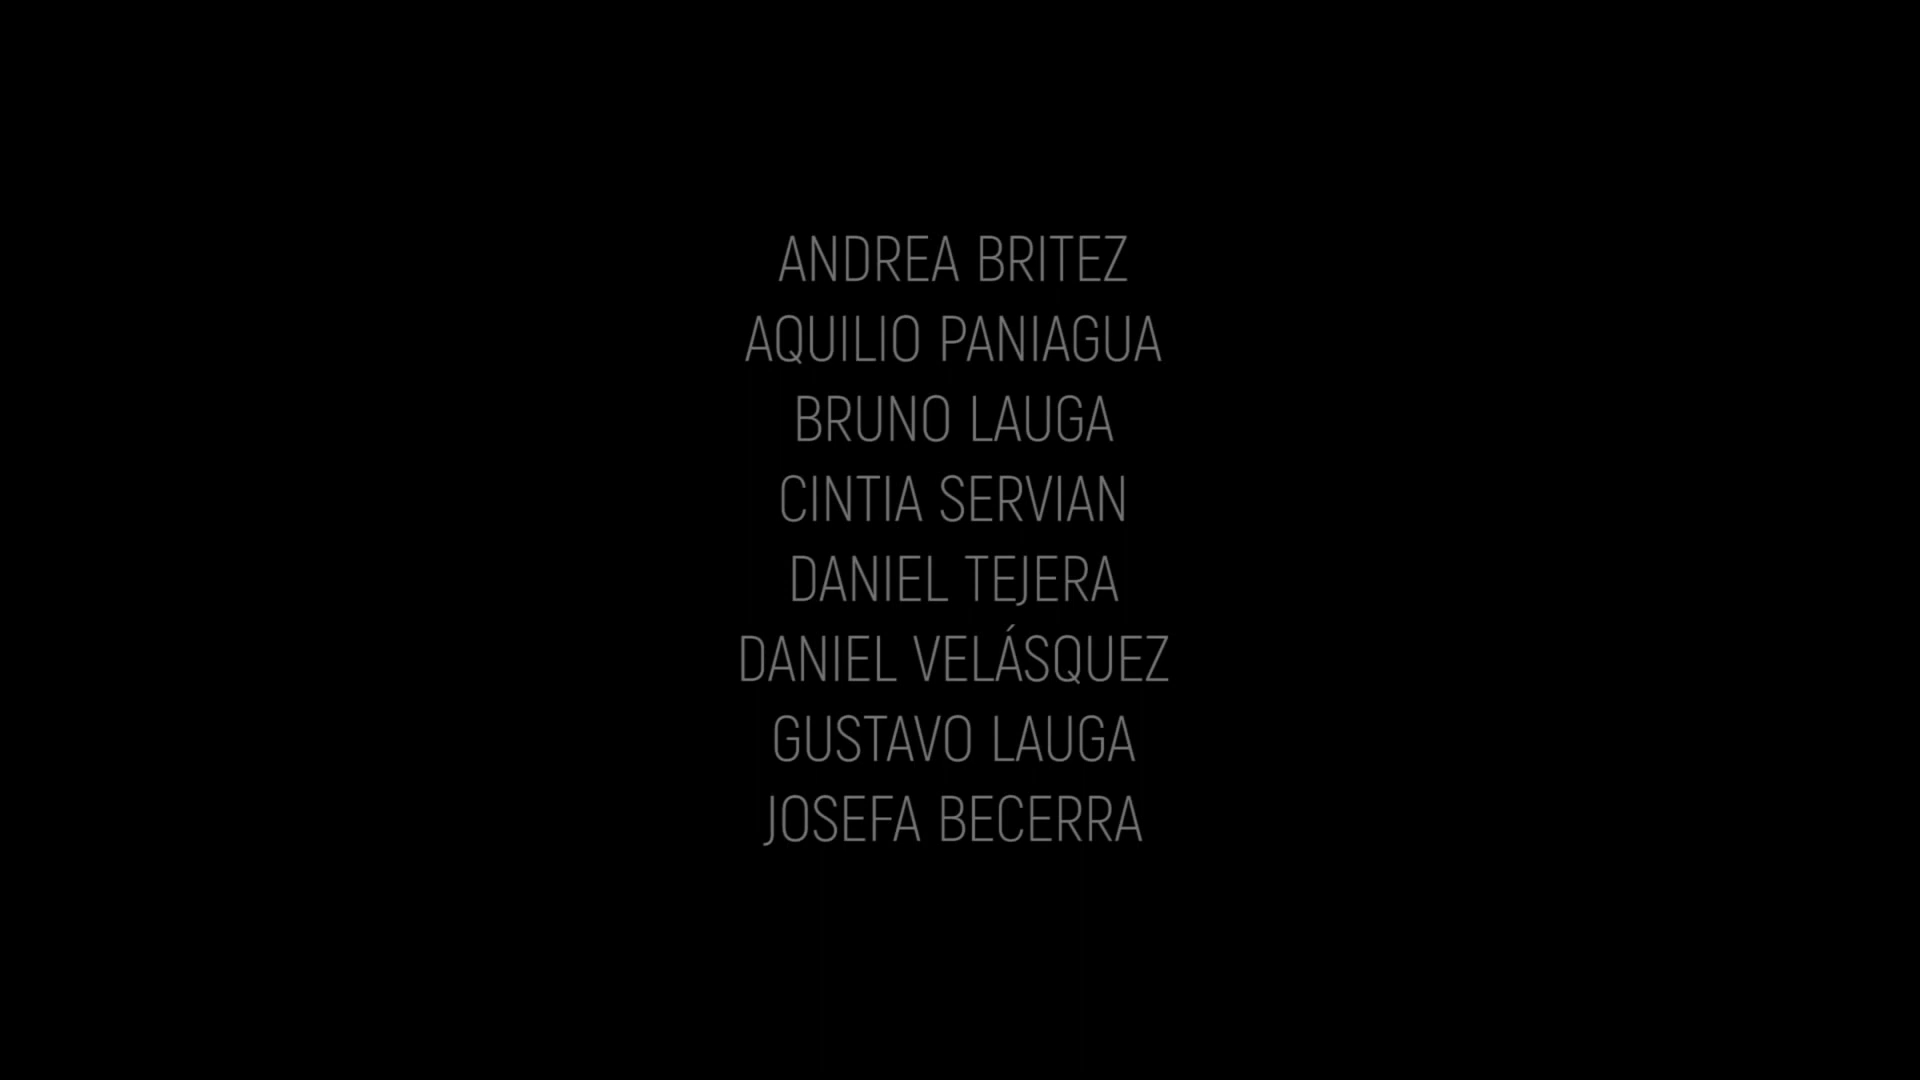 ANDREA BRITEZ
AQUILIO PANIAGUA
BRUNO LAUGA
CINTIA SERVIAN
DANIEL TEJERA
DANIEL VELÁSQUEZ
GUSTAVO LAUGA
JOSEFA BECERRA